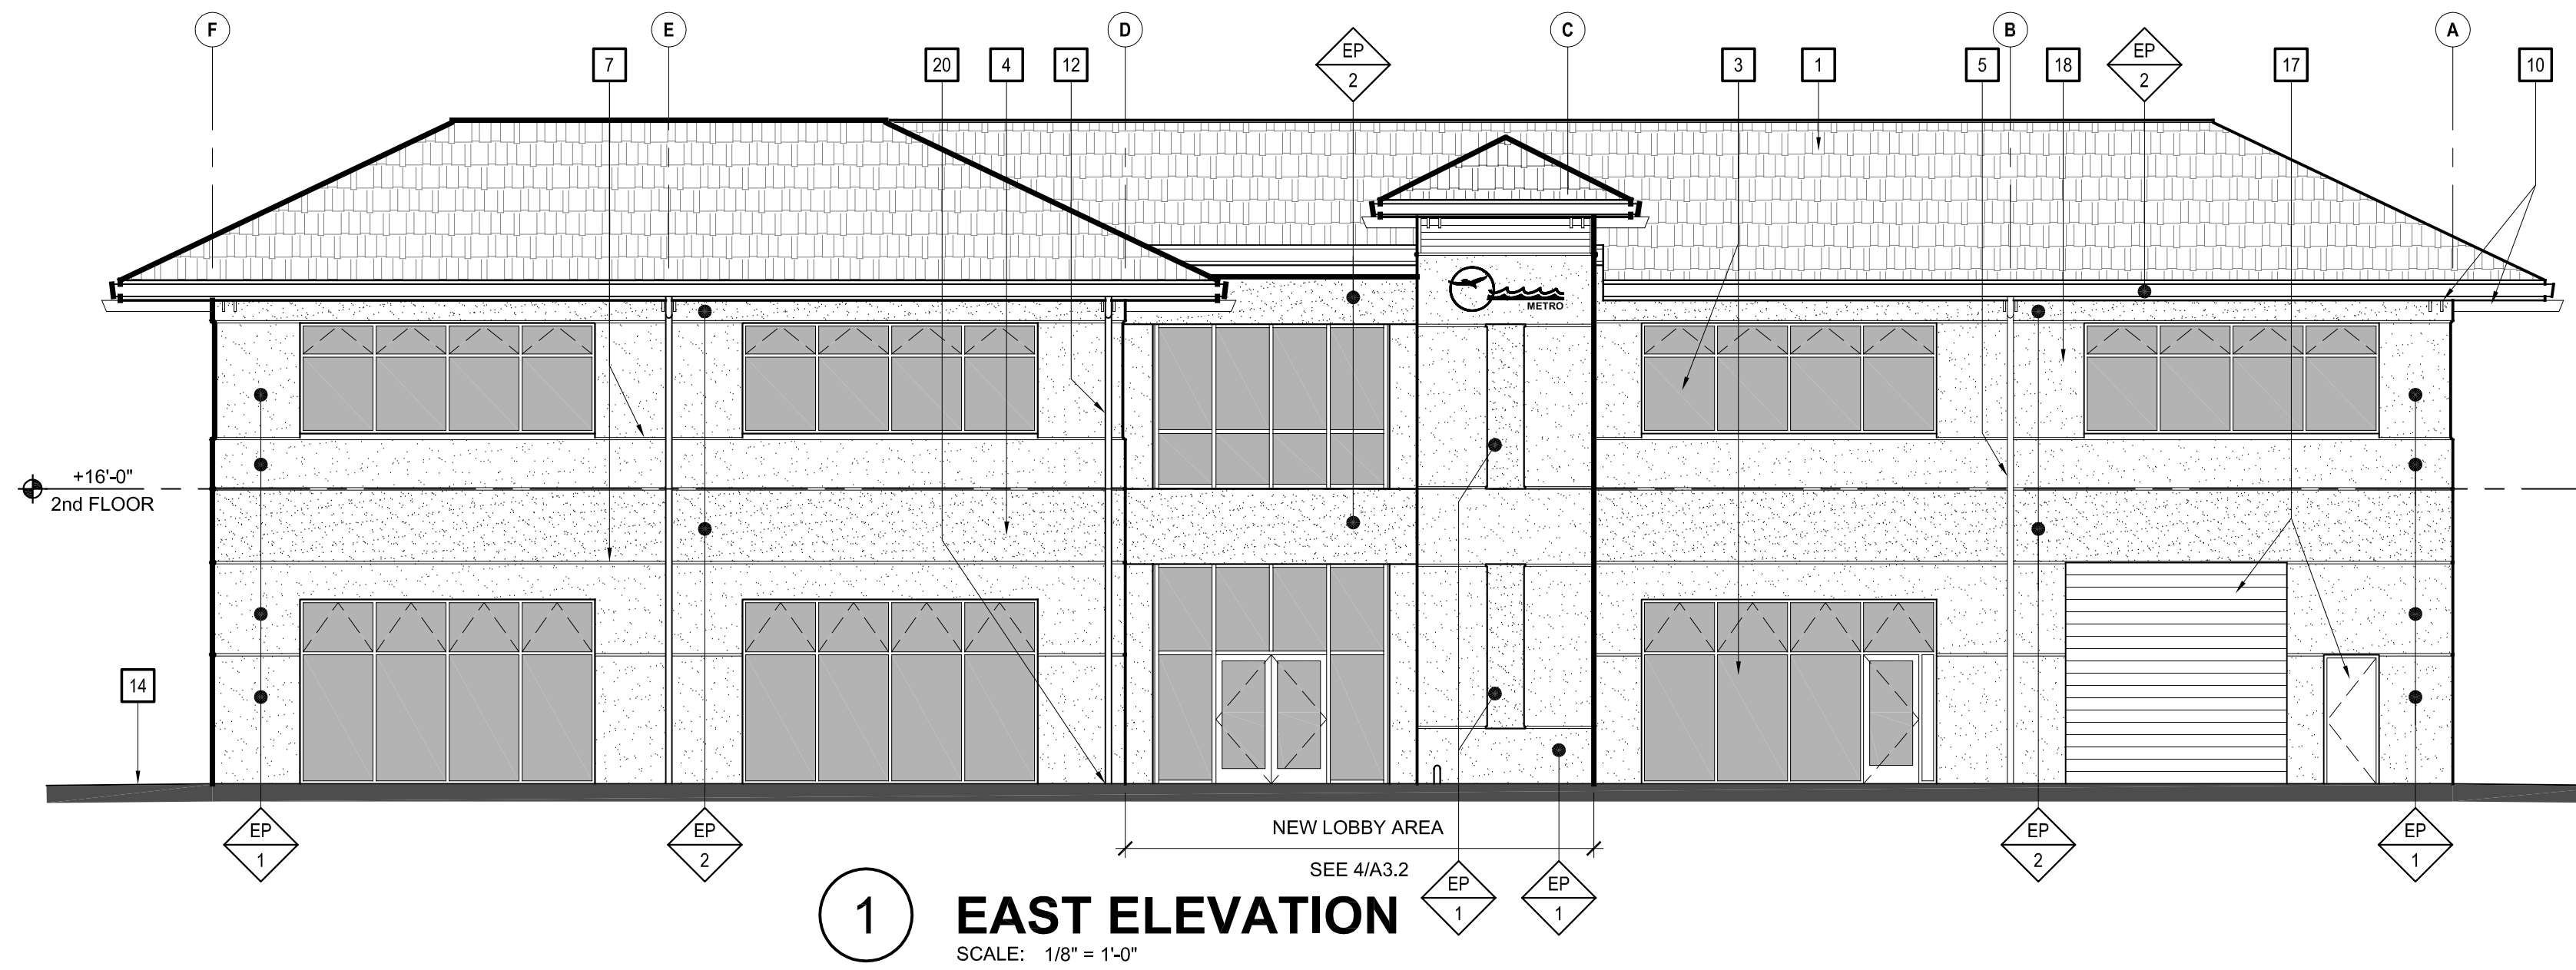 F
E
D
C
B
A
7
20
4
12
EP
2
3
1
5
18
EP
2
17
10
METRO
+16'-0"
2nd FLOOR
14
EP
1
EP
2
NEW LOBBY AREA
SEE 4/A3.2
EP
1
EP
1
EP
2
EP
1
1
EAST ELEVATION
SCALE: 1/8" = 1'-0"